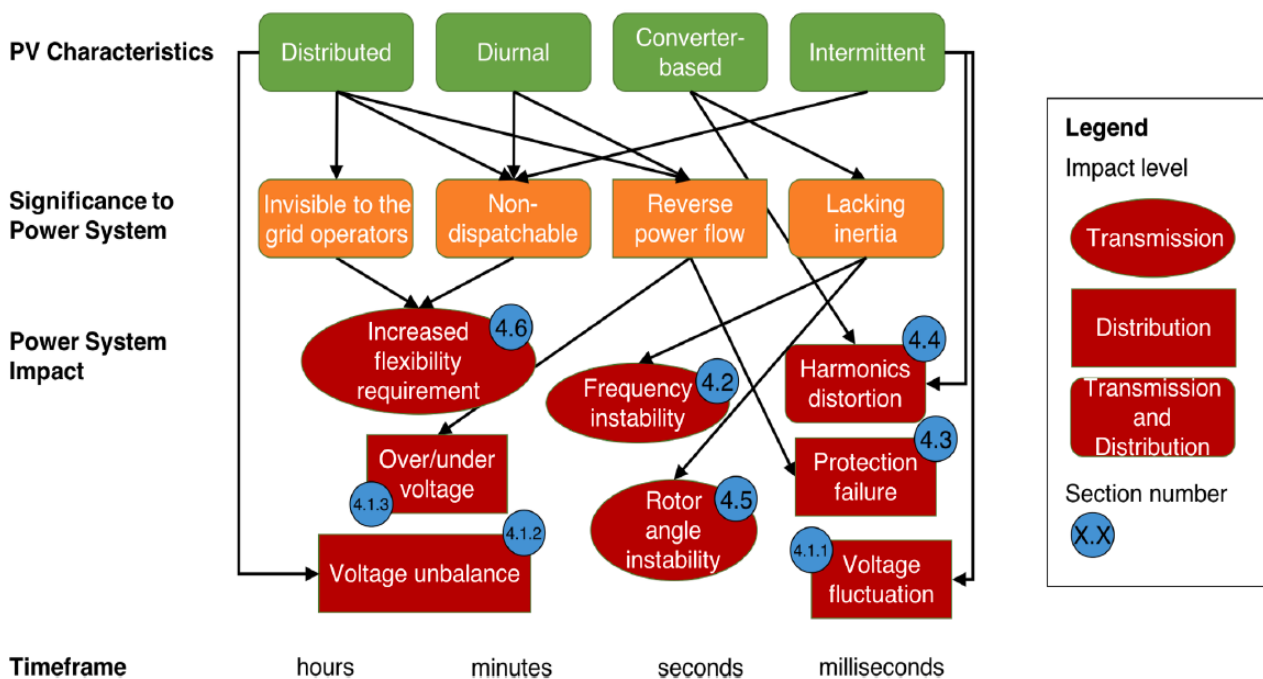 PV Characteristics
Distributed
Diurnal
Converter-
based
Intermittent
Significance to
Power System
Invisible to the
grid operators
Non-
dispatchable
Reverse
power flow
Lacking
inertia
Power System
Impact
Increased
flexibility
requirement
4.6
Frequency
instability
4.2
Harmonics
distortion
4.4
Over/under
voltage
4.1.3
Rotor
angle
instability
4.5
Protection
failure
4.3
Voltage unbalance
4.1.2
Voltage
fluctuation
4.1.1
Timeframe
hours
minutes
seconds
milliseconds
Legend
Impact level
Transmission
Distribution
Transmission
and
Distribution
Section number
X.X